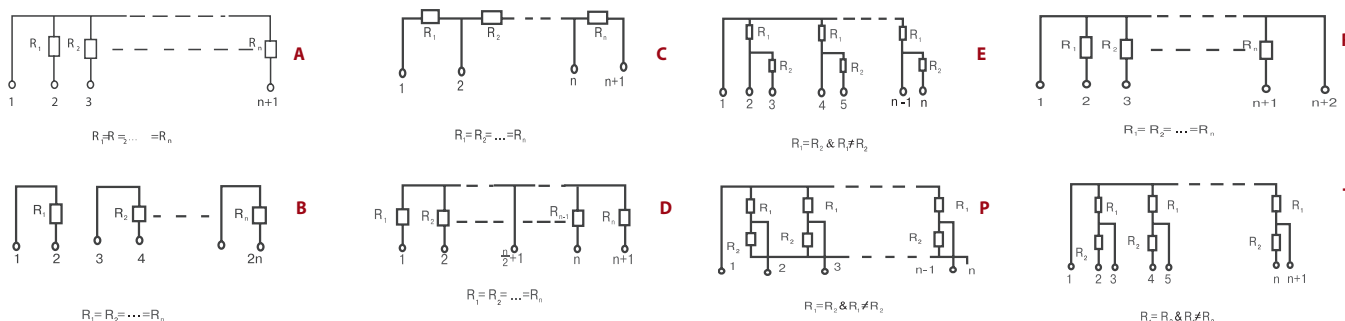 R1 R2 Rn A
1 2 3 n+1
R1=R =2... =Rn
R1 R2 Rn C
1 2 n n+1
R1=R2= ... =Rn
R1 R1 R1 E
R2 R2 R2
1 2 3 4 5 n-1 n
R1=R2 & R1≠R2
R1 R2 Rn
1 2 3 n+1 n+2
R1=R2= ... =Rn
R1 R2 Rn B
1 2 3 4 2n
R1=R2= ... =Rn
R1 R2 Rn-1 Rn D
1 2 n/2+1 n n+1
R1=R2= ... =Rn
R1 R1 R1 P
R2 R2 R2
1 2 3 n-1 n
R1=R2 &R1≠R2
R1 R1 R1
R2 R2 R2
1 2 3 4 5 n n+1